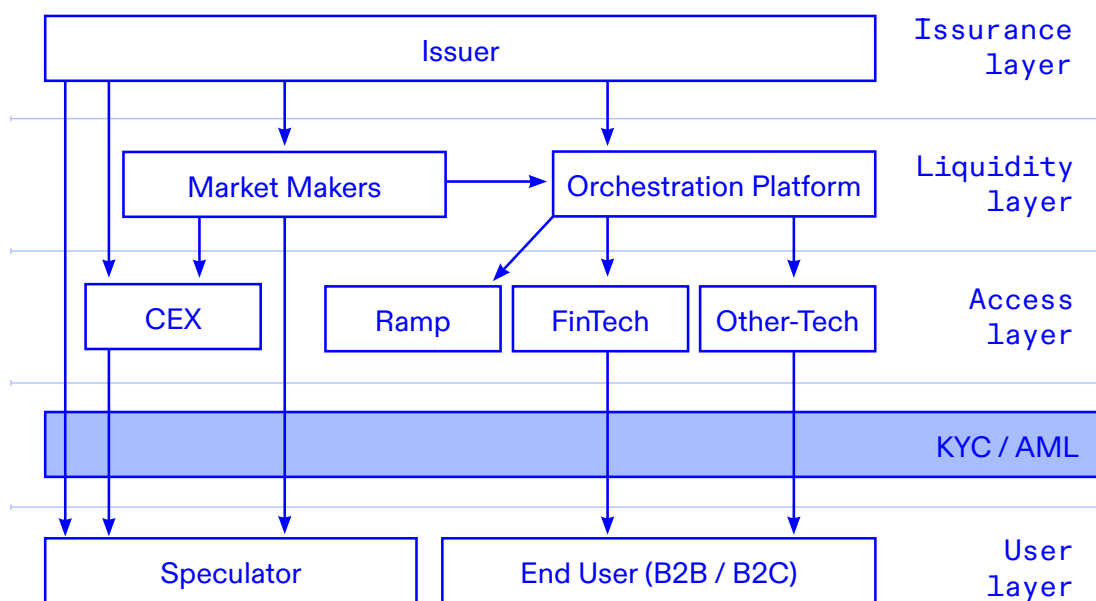 Issuer
Issurance
layer
Market Makers
Orchestration Platform
Liquidity
layer
CEX
Ramp
FinTech
Other-Tech
Access
layer
KYC / AML
Speculator
End User (B2B / B2C)
User
layer